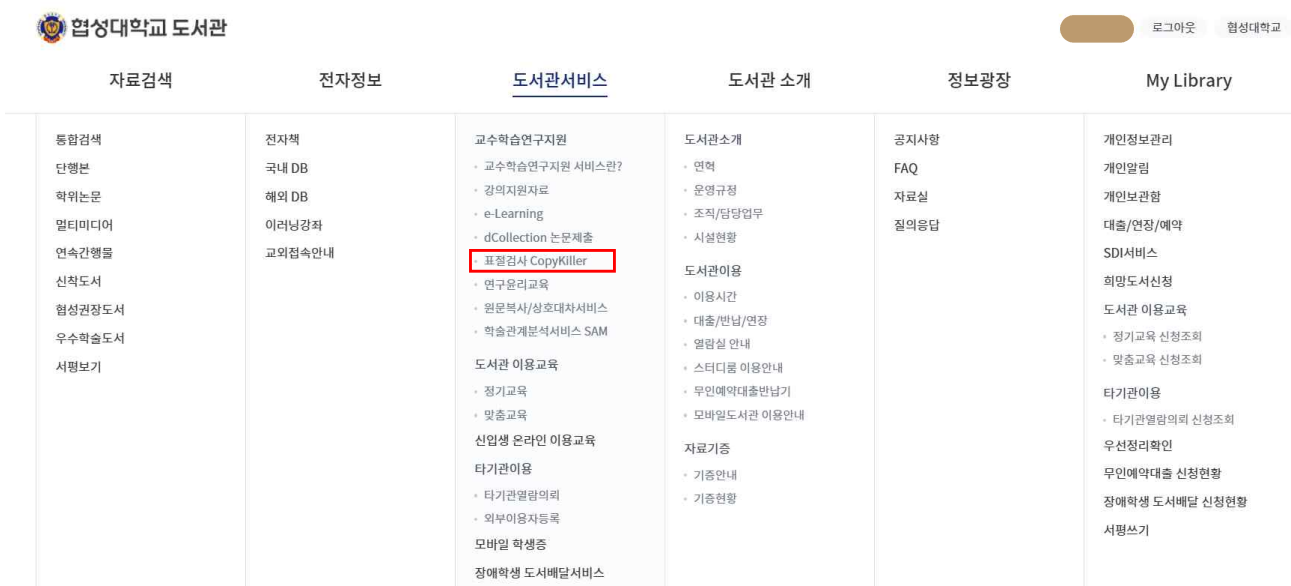 협성대학교 도서관
로그아웃
협성대학교
자료검색
전자정보
도서관서비스
도서관 소개
정보광장
My Library
통합검색
단행본
학위논문
멀티미디어
연속간행물
신착도서
협성권장도서
우수학술도서
서평보기
전자책
국내 DB
해외 DB
이러닝강좌
교외접속안내
교수학습연구지원
교수학습연구지원 서비스란?
강의지원자료
e-Learning
dCollection 논문제출
표절검사 CopyKiller
연구윤리교육
원문복사/상호대차서비스
학술관계분석서비스 SAM
도서관 이용교육
정기교육
맞춤교육
신입생 온라인 이용교육
타기관이용
타기관열람의뢰
외부이용자등록
모바일 학생증
장애학생 도서배달서비스
도서관소개
연혁
운영규정
조직/담당업무
시설현황
도서관이용
이용시간
대출/반납/연장
열람실 안내
스터디룸 이용안내
무인예약대출반납기
모바일도서관 이용안내
자료기증
기증안내
기증현황
공지사항
FAQ
자료실
질의응답
개인정보관리
개인알림
개인보관함
대출/연장/예약
SDI서비스
희망도서신청
도서관 이용교육
정기교육 신청조회
맞춤교육 신청조회
타기관이용
타기관열람의뢰 신청조회
우선정리확인
무인예약대출 신청현황
장애학생 도서배달 신청현황
서평쓰기